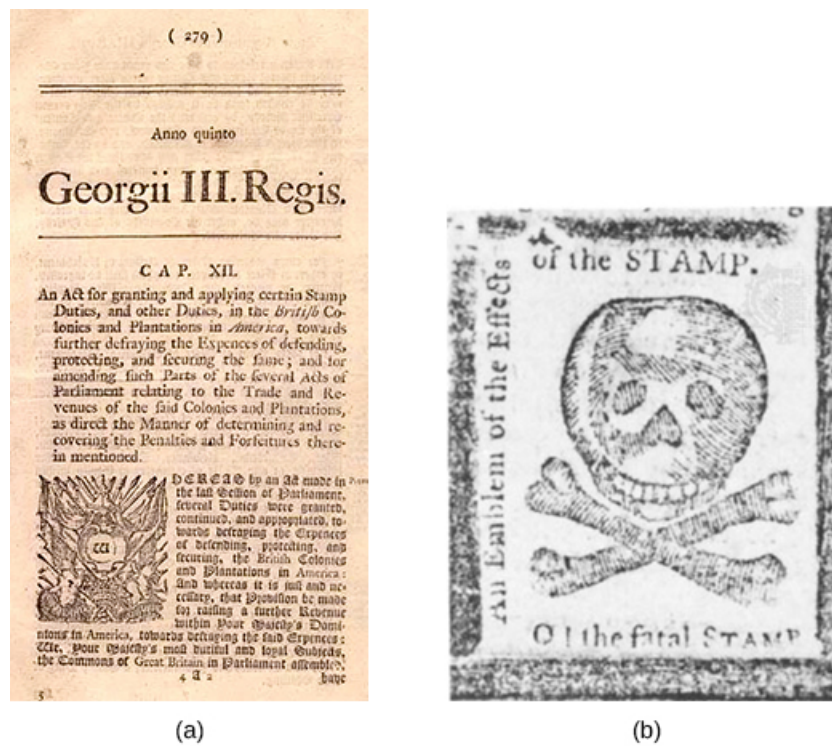 ( 279 )
Anno quinto
Georgii III. Regis.
CAP. XII.
An Act for granting and applying certain Stamp
Duties, and other Duties, in the British Co-
lonies and Plantations in America, towards
further defraying the Expences of defending,
protecting, and securing the same; and for
amending such Parts of the several Acts of
Parliament relating to the Trade and Re-
venues of the said Colonies and Plantations,
as direct the Manner of determining and re-
covering the Penalties and Forfeitures there-
in mentioned.
WHEREAS by an Act made in
the last Session of Parliament,
several Duties were granted,
continued, and appropriated, to-
wards defraying the Expences
of defending, protecting, and
securing, the British Colonies
and Plantations in America:
And whereas it is just and ne-
cessary, that Provision be made
for raising a further Revenue
within Your Majesty's Domi-
nions in America, towards defraying the said Expences:
We, Your Majesty's most dutiful and loyal Subjects,
the Commons of Great Britain in Parliament assembled,
4 A 2 have
5
(a)
An Emblem of the Effects
of the STAMP.
O! the fatal STAMP
(b)